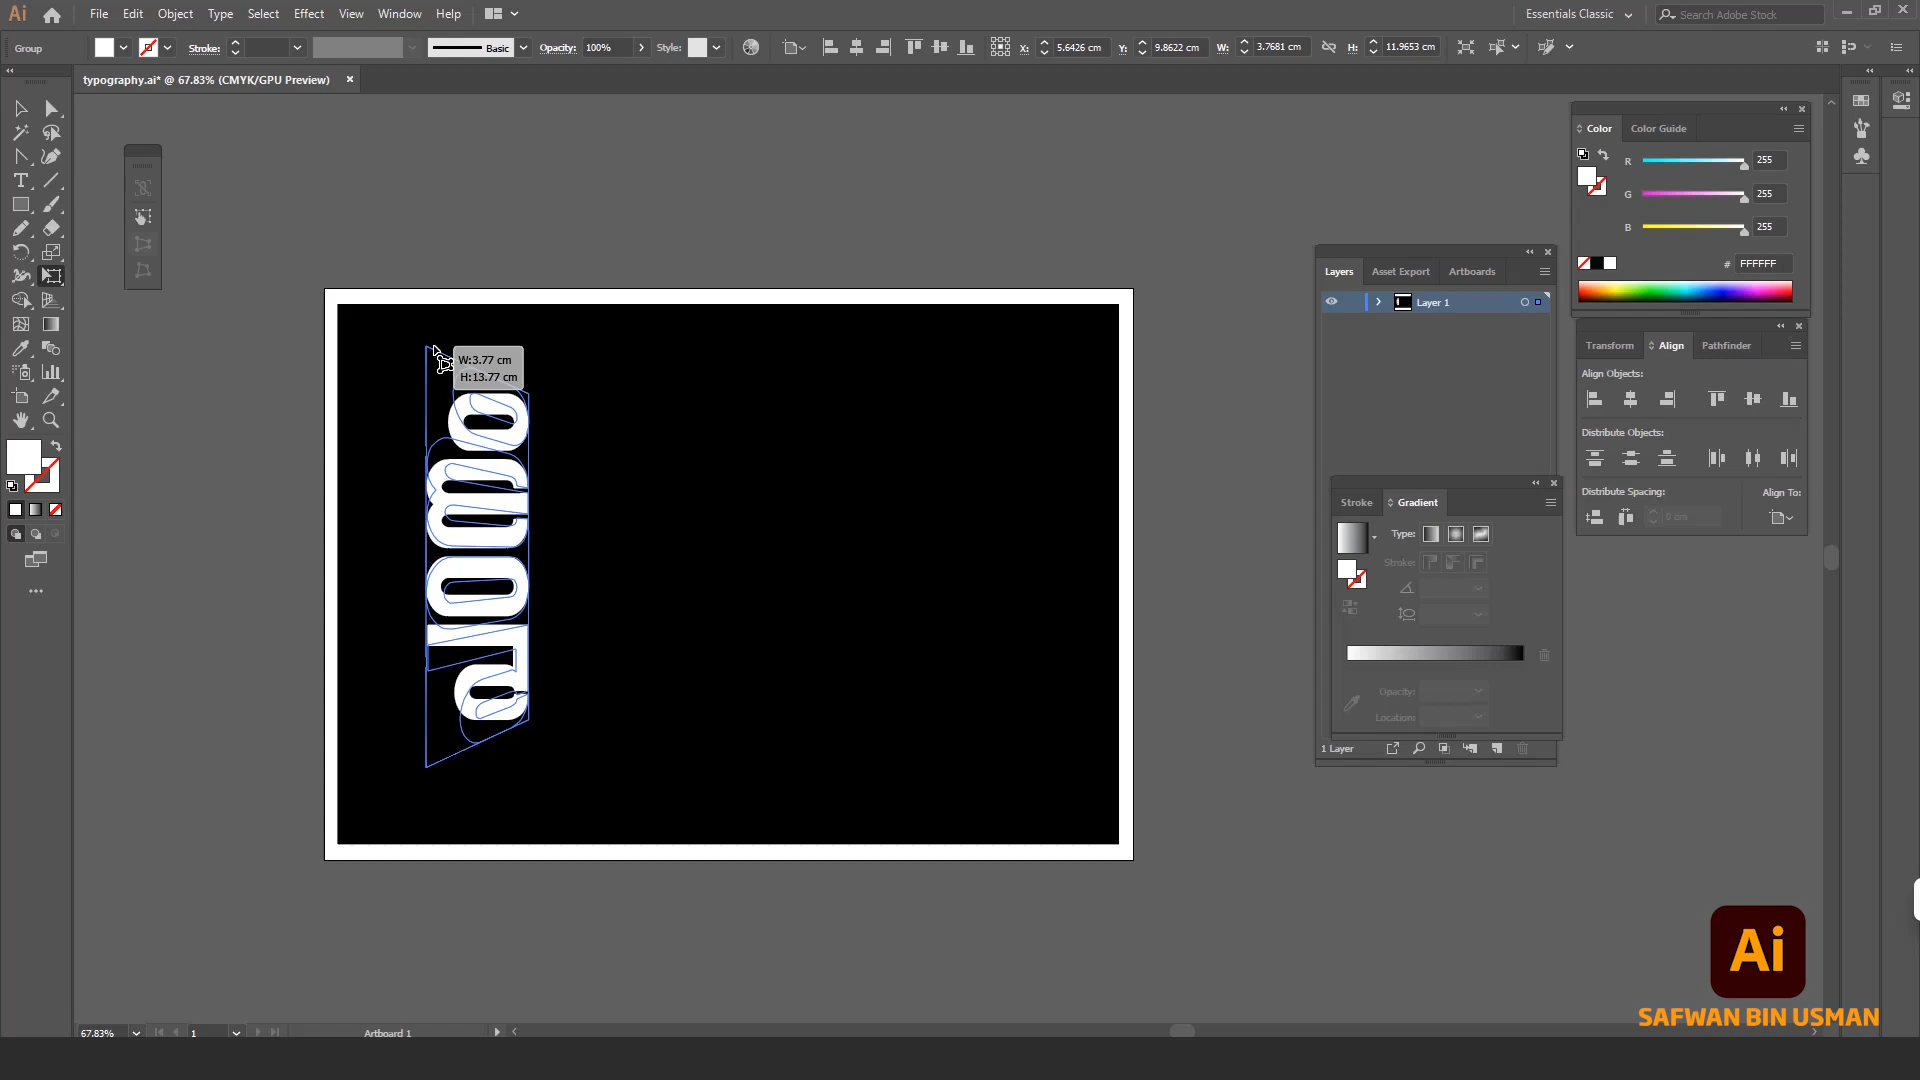 Ai File Edit Object Type Select Effect View Window Help Essentials Classic Search Adobe Stock
Group Stroke: Basic Opacity: 100% Style: X: 5.6426 cm Y: 9.8622 cm W: 3.7681 cm H: 11.9653 cm
typography.ai* @ 67.83% (CMYK/GPU Preview)
Color Color Guide
R 255
G 255
B 255
# FFFFFF
Layers Asset Export Artboards
Layer 1
Transform Align Pathfinder
Align Objects:
Distribute Objects:
Distribute Spacing: Align To:
0 cm
W:3.77 cm
H:13.77 cm
Stroke Gradient
Type:
Stroke:
Opacity:
Location:
1 Layer
67.83% 1 Artboard 1
Ai
SAFWAN BIN USMAN